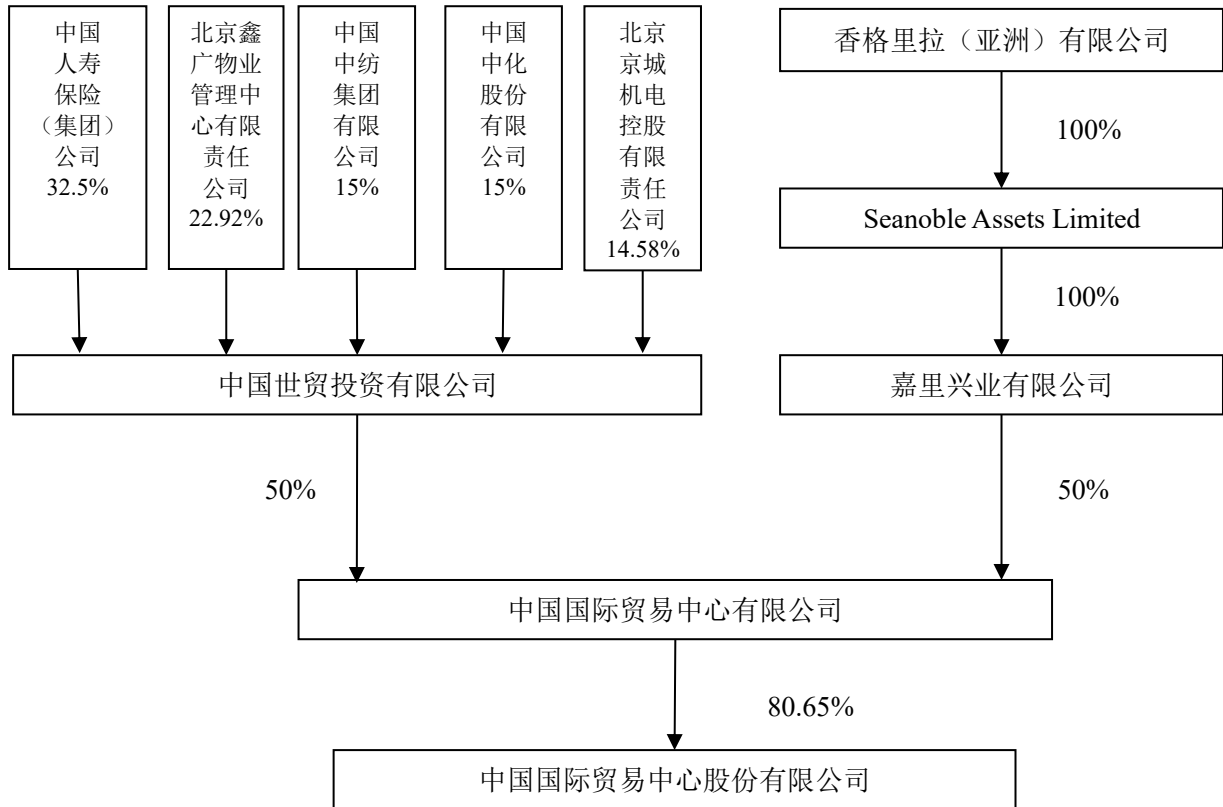 中国
人寿
保险
（集团）
公司
32.5%
北京鑫
广物业
管理中
心有限
责任
公司
22.92%
中国
中纺
集团
有限
公司
15%
中国
中化
股份
有限
公司
15%
北京
京城
机电
控股
有限
责任
公司
14.58%
香格里拉（亚洲）有限公司
100%
Seanoble Assets Limited
100%
中国世贸投资有限公司
嘉里兴业有限公司
50%
50%
中国国际贸易中心有限公司
80.65%
中国国际贸易中心股份有限公司